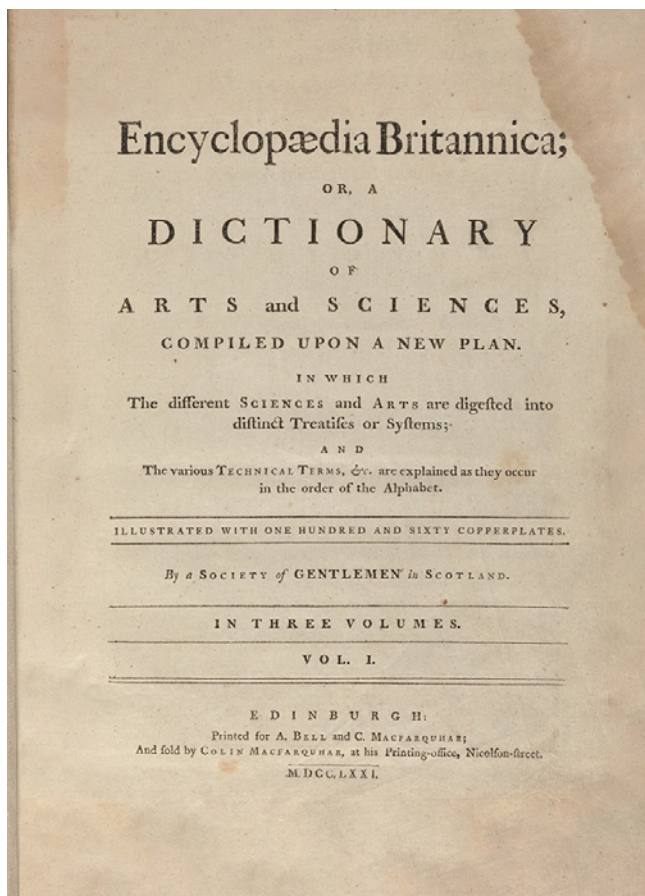 Encyclopædia Britannica;
OR, A
DICTIONARY
OF
ARTS and SCIENCES,
COMPILED UPON A NEW PLAN.
IN WHICH
The different SCIENCES and ARTS are digeſted into
diſtinct Treatiſes or Syſtems;
AND
The various TECHNICAL TERMS, &c. are explained as they occur
in the order of the Alphabet.
ILLUSTRATED WITH ONE HUNDRED AND SIXTY COPPERPLATES.
By a SOCIETY of GENTLEMEN in SCOTLAND.
IN THREE VOLUMES.
VOL. I.
EDINBURGH:
Printed for A. BELL and C. MACFARQUHAR;
And ſold by COLIN MACFARQUHAR, at his Printing-office, Nicolſon-ſtreet.
M.DCC.LXXI.